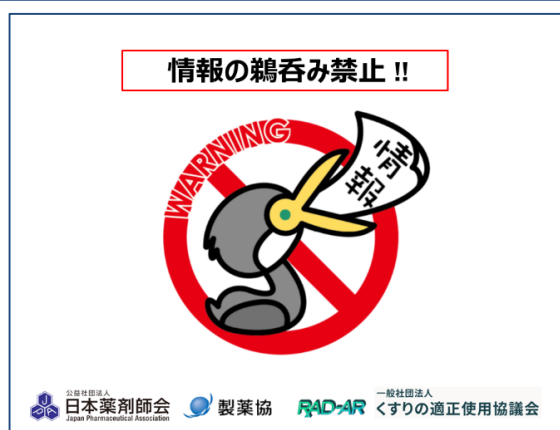 情報の鵜呑み禁止!!
WARNING
情報
公益社団法人
日本薬剤師会
Japan Pharmaceutical Association
製薬協
RAD-AR
一般社団法人
くすりの適正使用協議会